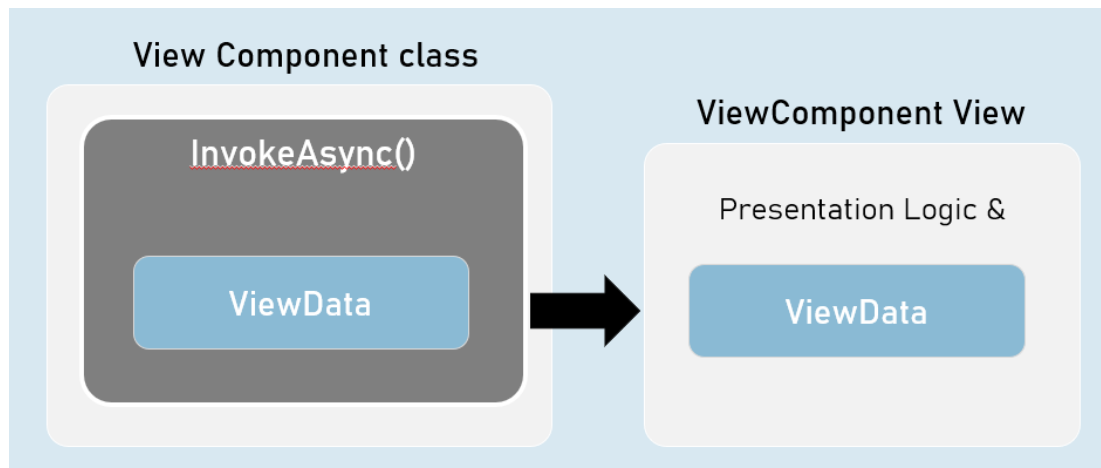 View Component class
InvokeAsync()
ViewData
ViewComponent View
Presentation Logic &
ViewData